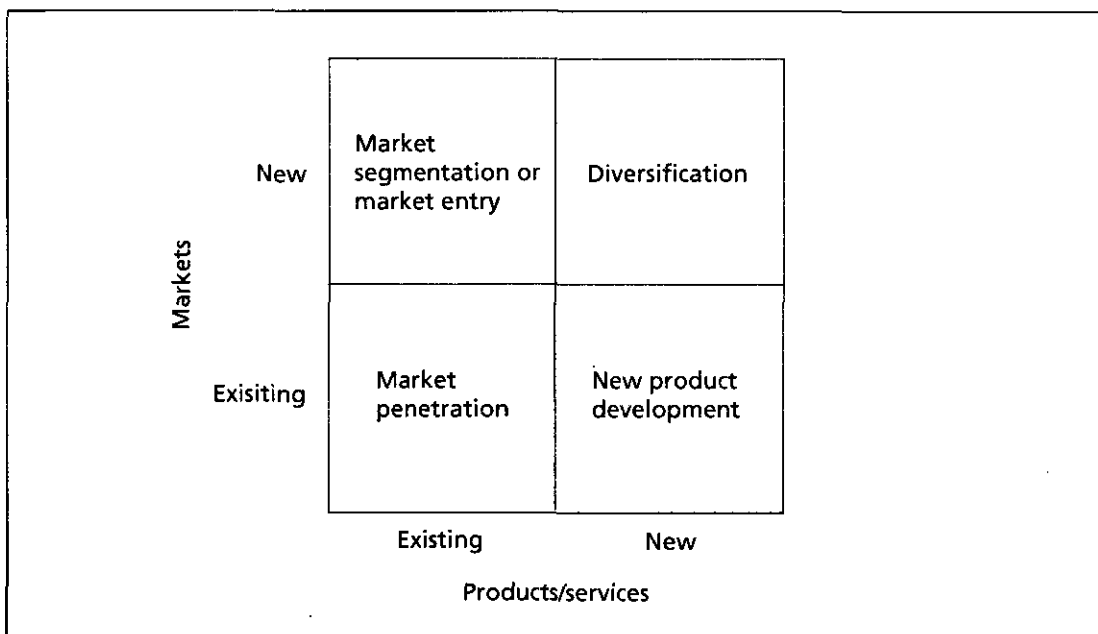 Market
segmentation or
market entry
Diversification
New
Markets
Exisiting
Market
penetration
New product
development
Existing
New
Products/services